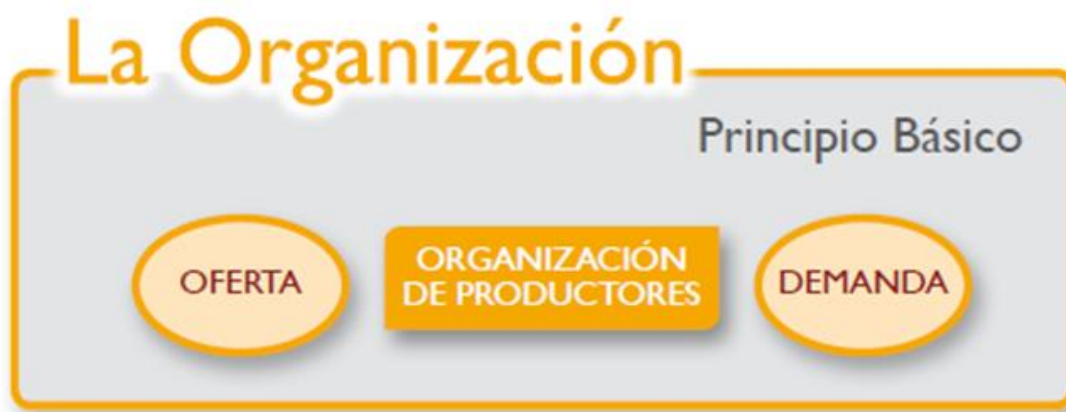 La Organización
Principio Básico
OFERTA
ORGANIZACIÓN
DE PRODUCTORES
DEMANDA